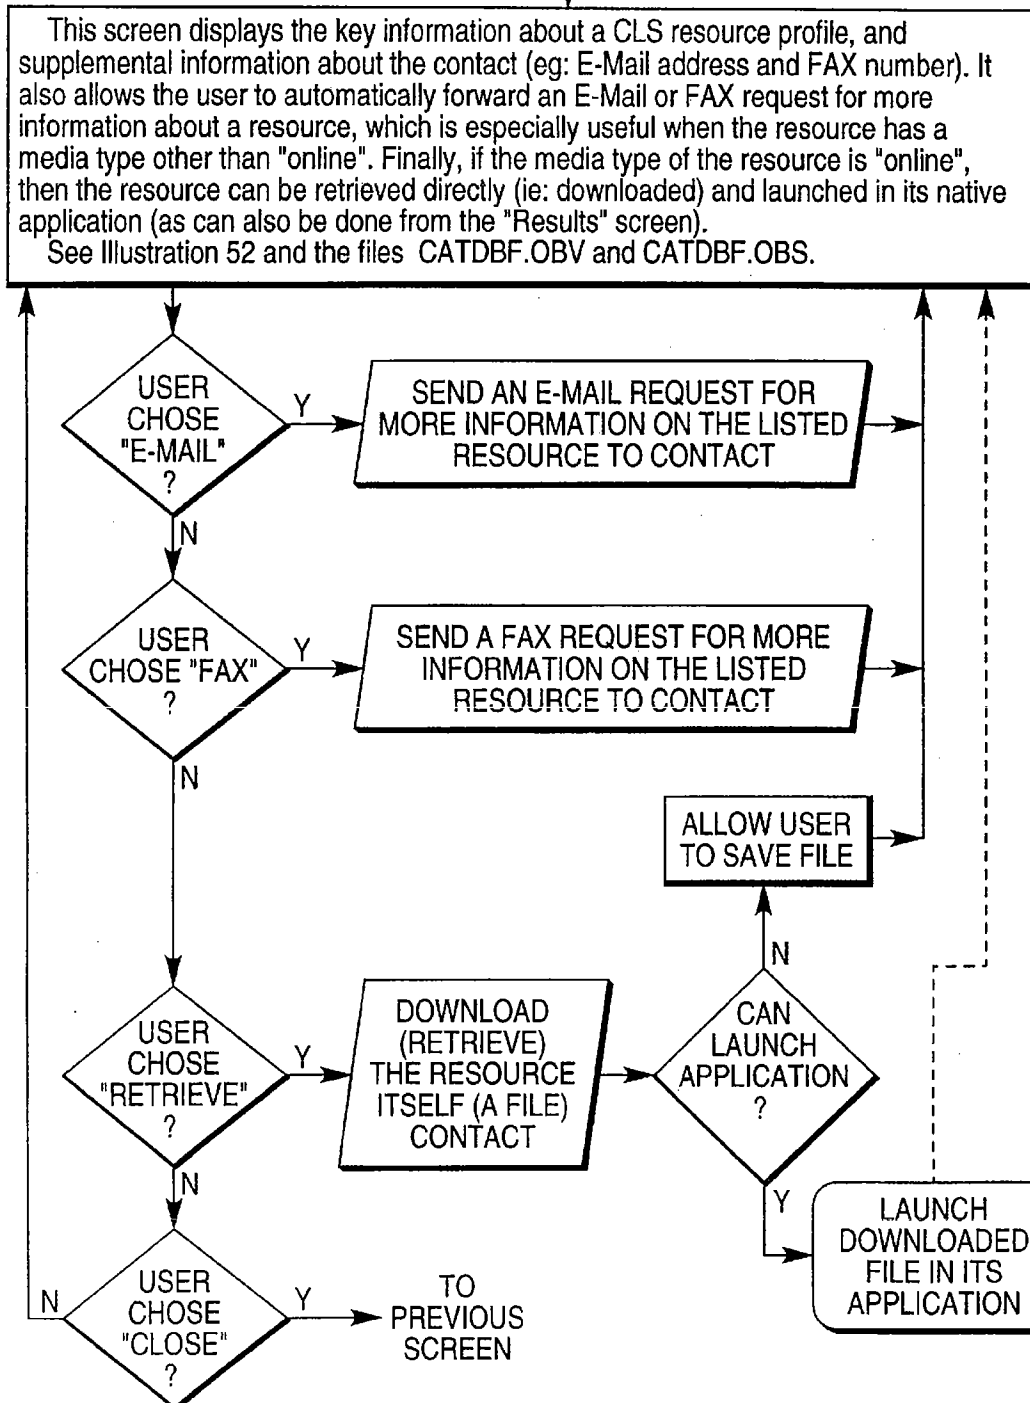 This screen displays the key information about a CLS resource profile, and
supplemental information about the contact (eg: E-Mail address and FAX number). It
also allows the user to automatically forward an E-Mail or FAX request for more
information about a resource, which is especially useful when the resource has a
media type other than "online". Finally, if the media type of the resource is "online",
then the resource can be retrieved directly (ie: downloaded) and launched in its native
application (as can also be done from the "Results" screen).
See Illustration 52 and the files CATDBF.OBV and CATDBF.OBS.
USER
CHOSE
"E-MAIL"
?
Y
SEND AN E-MAIL REQUEST FOR
MORE INFORMATION ON THE LISTED
RESOURCE TO CONTACT
N
USER
CHOSE "FAX"
?
Y
SEND A FAX REQUEST FOR MORE
INFORMATION ON THE LISTED
RESOURCE TO CONTACT
N
ALLOW USER
TO SAVE FILE
N
USER
CHOSE
"RETRIEVE"
?
Y
DOWNLOAD
(RETRIEVE)
THE RESOURCE
ITSELF (A FILE)
CONTACT
CAN
LAUNCH
APPLICATION
?
Y
LAUNCH
DOWNLOADED
FILE IN ITS
APPLICATION
N
USER
CHOSE
"CLOSE"
?
N
Y
TO
PREVIOUS
SCREEN